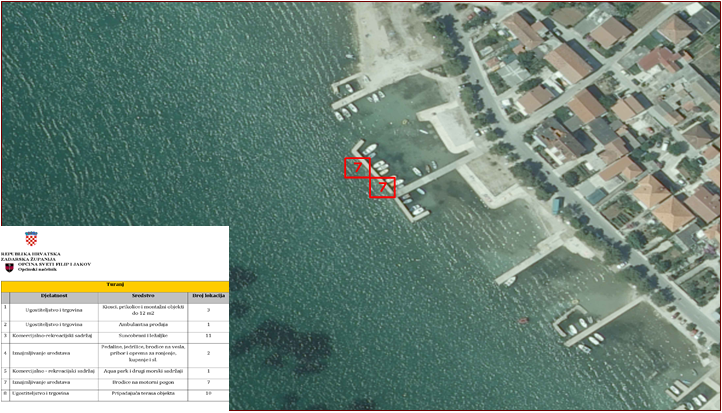 7
7
REPUBLIKA HRVATSKA
ZADARSKA ŽUPANIJA
OPĆINA SVETI FILIP I JAKOV
Općinski načelnik
Turanj
Djelatnost Sredstvo Broj lokacija
1 Ugostiteljstvo i trgovina Kiosci, prikolice i montažni objekti do 12 m2 3
2 Ugostiteljstvo i trgovina Ambulantna prodaja 1
3 Komercijalno-rekreacijski sadržaj Suncobrani i ležaljke 11
4 Iznajmljivanje sredstava Pedaline, jedrilice, brodice na vesla, pribor i oprema za ronjenje, kupanje i sl 2
5 Komercijalno - rekreacijski sadržaj Aqua park i drugi morski sadržaji 1
7 Iznajmljivanje sredstava Brodice na motorni pogon 7
8 Ugostiteljstvo i trgovina Pripadajuća terasa objekta 10